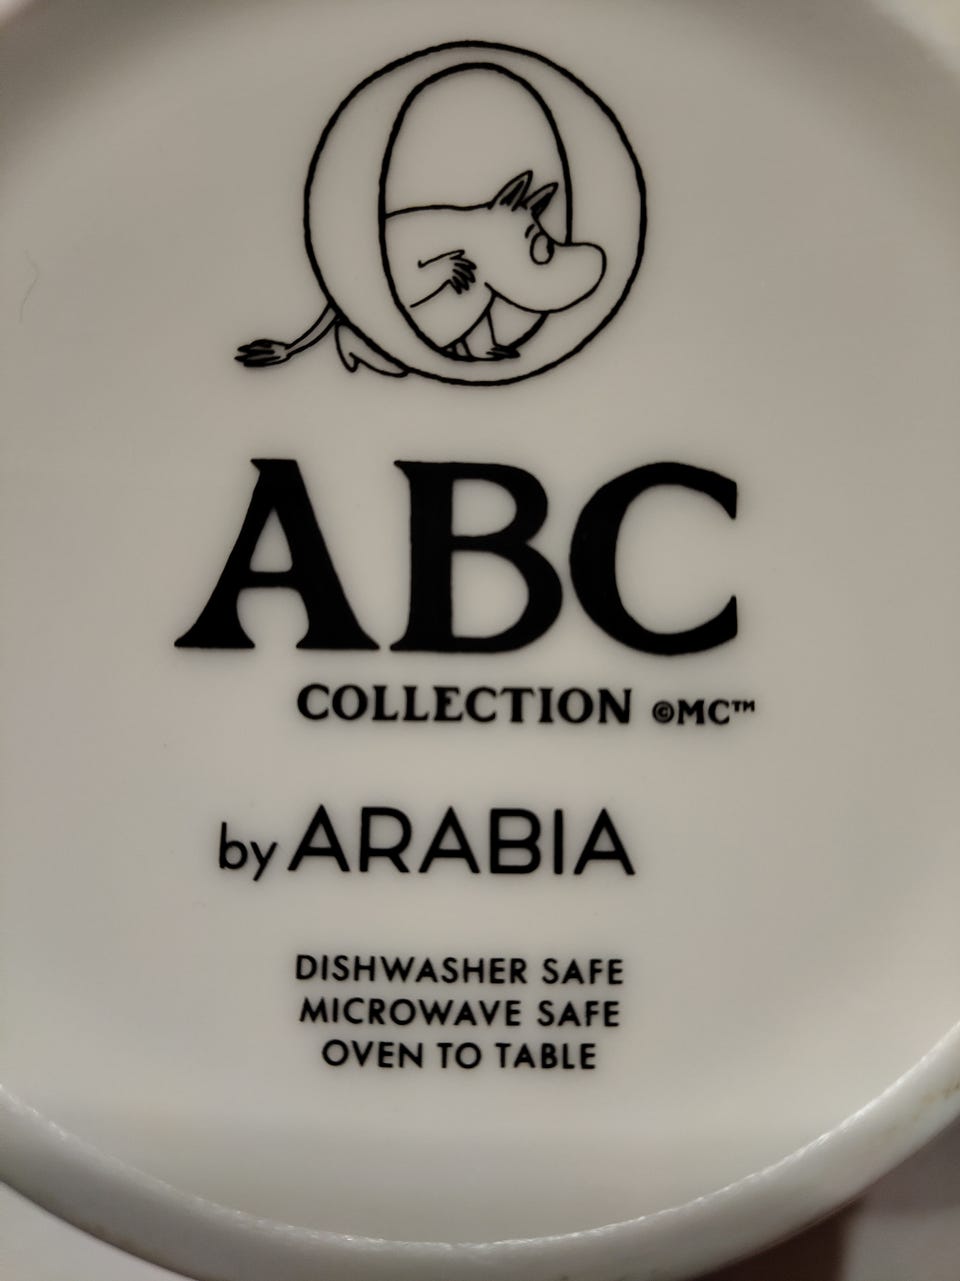 O
ABC
COLLECTION ©MC™
by ARABIA
DISHWASHER SAFE
MICROWAVE SAFE
OVEN TO TABLE